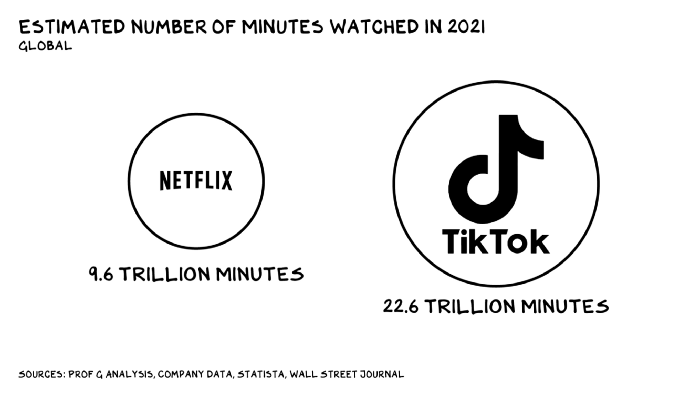 ESTIMATED NUMBER OF MINUTES WATCHED IN 2021
GLOBAL
NETFLIX
9.6 TRILLION MINUTES
TikTok
22.6 TRILLION MINUTES
SOURCES: PROF G ANALYSIS, COMPANY DATA, STATISTA, WALL STREET JOURNAL